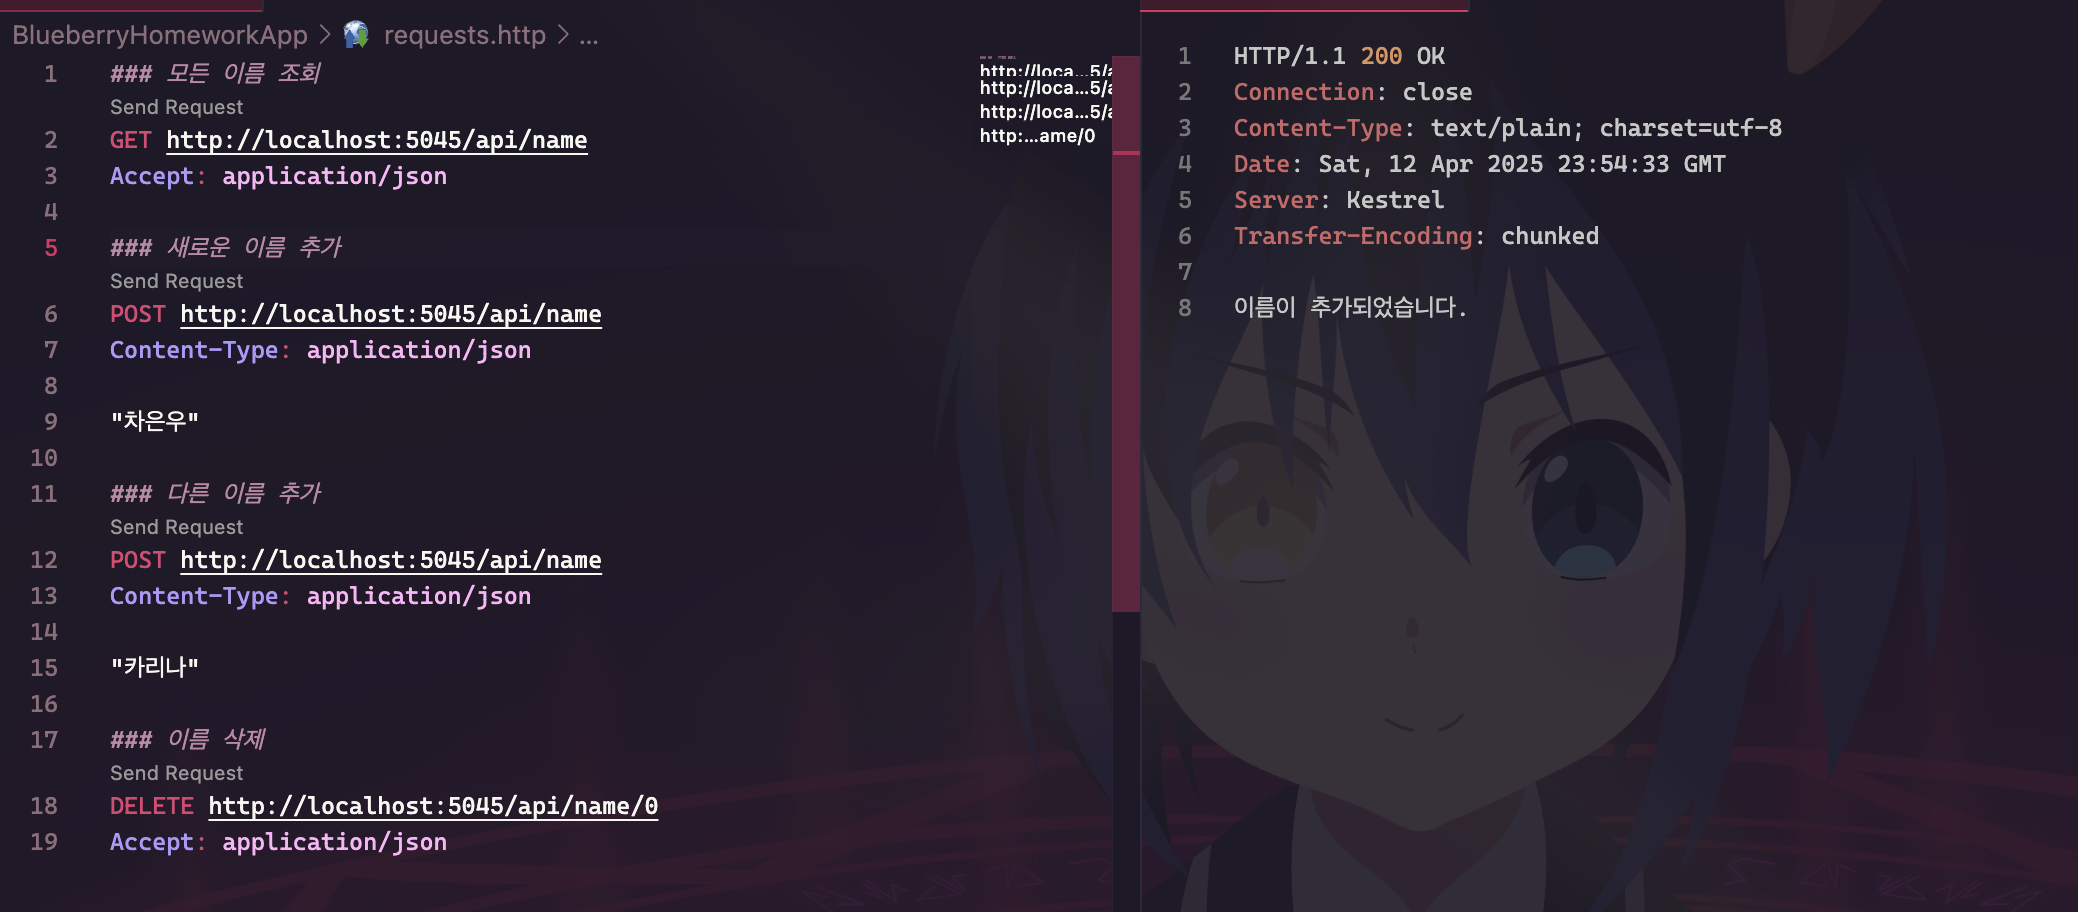 BlueberryHomeworkApp > requests.http > ...
1 ### 모든 이름 조회
Send Request
2 GET http://localhost:5045/api/name
3 Accept: application/json
4
5 ### 새로운 이름 추가
Send Request
6 POST http://localhost:5045/api/name
7 Content-Type: application/json
8
9 "차은우"
10
11 ### 다른 이름 추가
Send Request
12 POST http://localhost:5045/api/name
13 Content-Type: application/json
14
15 "카리나"
16
17 ### 이름 삭제
Send Request
18 DELETE http://localhost:5045/api/name/0
19 Accept: application/json
http://loca...5/a
http://loca...5/a
http://loca...5/a
http:...ame/0
1 HTTP/1.1 200 OK
2 Connection: close
3 Content-Type: text/plain; charset=utf-8
4 Date: Sat, 12 Apr 2025 23:54:33 GMT
5 Server: Kestrel
6 Transfer-Encoding: chunked
7
8 이름이 추가되었습니다.